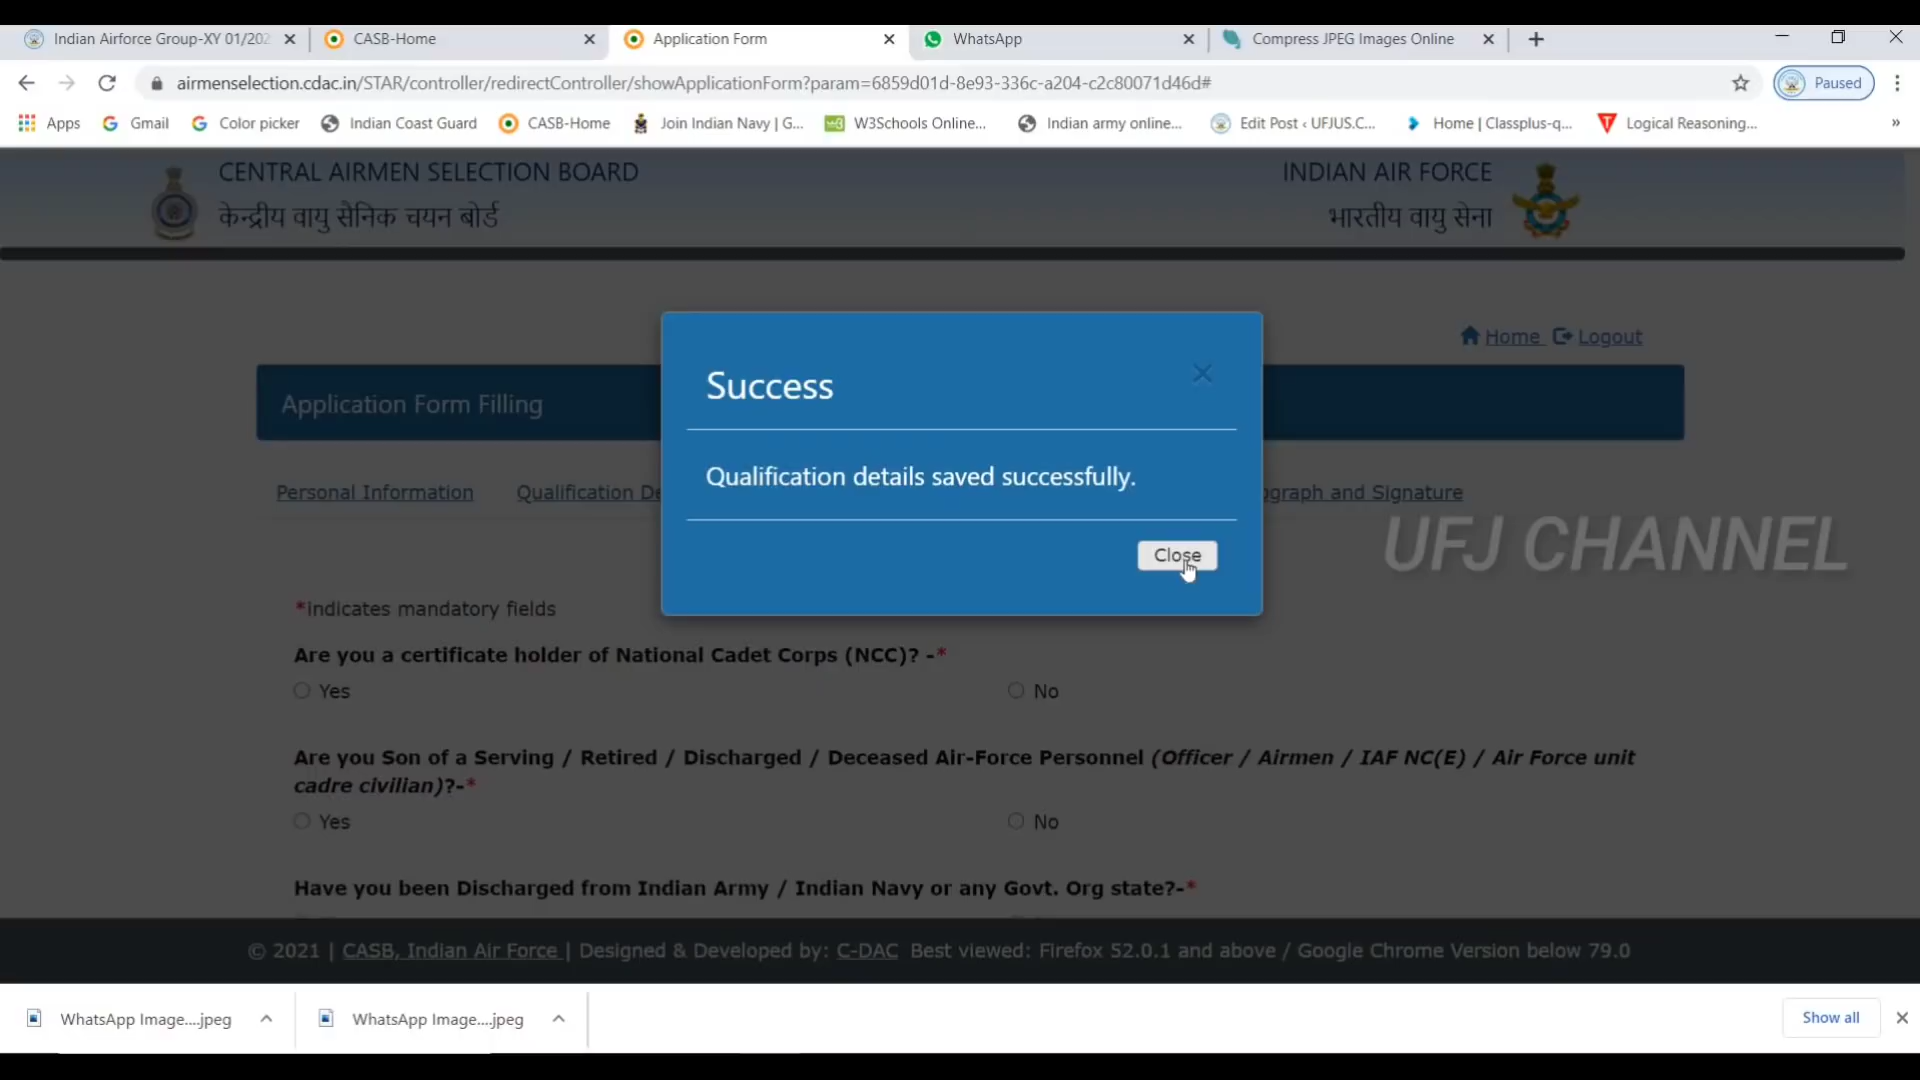 Indian Airforce Group-XY 01/202
CASB-Home
Application Form
WhatsApp
Compress JPEG Images Online
airmenselection.cdac.in/STAR/controller/redirectController/showApplicationForm?param=6859d01d-8e93-336c-a204-c2c80071d46d#
Paused
Apps
Gmail
Color picker
Indian Coast Guard
CASB-Home
Join Indian Navy | G...
W3Schools Online...
Indian army online...
Edit Post ‹ UFJUS.C...
Home | Classplus-q...
Logical Reasoning...
»
CENTRAL AIRMEN SELECTION BOARD
केन्द्रीय वायु सैनिक चयन बोर्ड
INDIAN AIR FORCE
भारतीय वायु सेना
Home
Logout
Application Form Filling
Success
Qualification details saved successfully.
Close
Personal Information
Qualification De
ograph and Signature
UFJ CHANNEL
*Indicates mandatory fields
Are you a certificate holder of National Cadet Corps (NCC)? -*
Yes
No
Are you Son of a Serving / Retired / Discharged / Deceased Air-Force Personnel (Officer / Airmen / IAF NC(E) / Air Force unit
cadre civilian)?-*
Yes
No
Have you been Discharged from Indian Army / Indian Navy or any Govt. Org state?-*
© 2021 | CASB, Indian Air Force | Designed & Developed by: C-DAC Best viewed: Firefox 52.0.1 and above / Google Chrome Version below 79.0
WhatsApp Image....jpeg
WhatsApp Image....jpeg
Show all